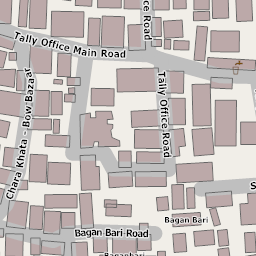 Tally Office Main Road
Tally Office Road
Chara Khata - Bow Bazar
Bagan Bari
Bagan Bari Road